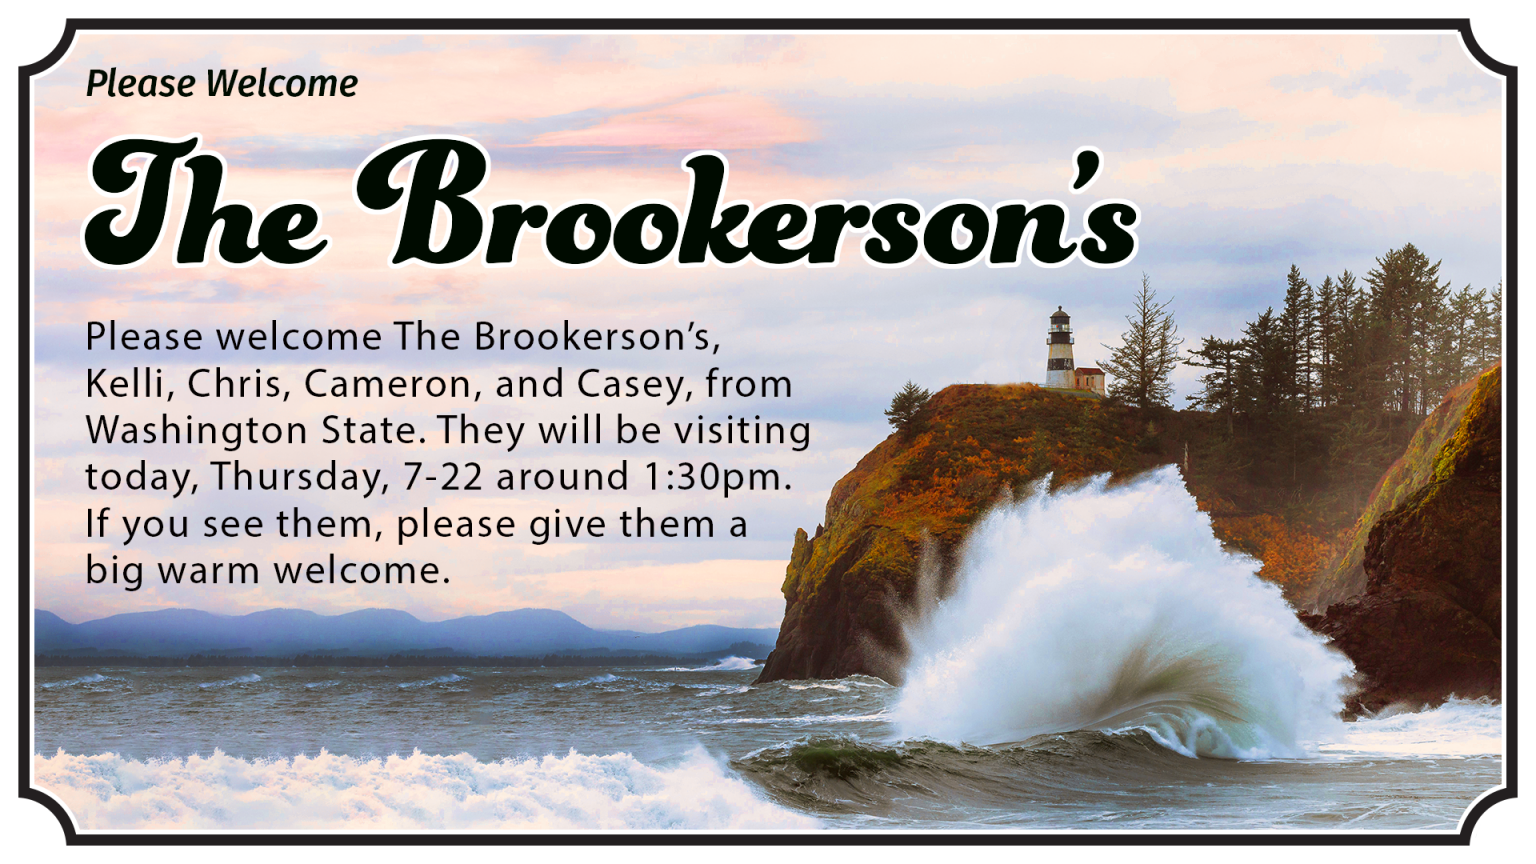 Please Welcome
The Brookerson’s
Please welcome The Brookerson’s,
Kelli, Chris, Cameron, and Casey, from
Washington State. They will be visiting
today, Thursday, 7-22 around 1:30pm.
If you see them, please give them a
big warm welcome.